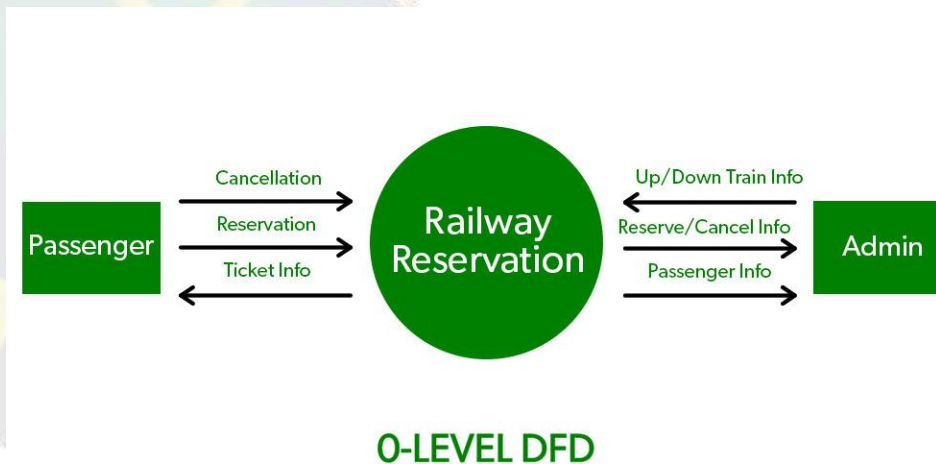 Cancellation
Reservation
Ticket Info
Passenger
Railway
Reservation
Up/Down Train Info
Reserve/Cancel Info
Passenger Info
Admin
0-LEVEL DFD